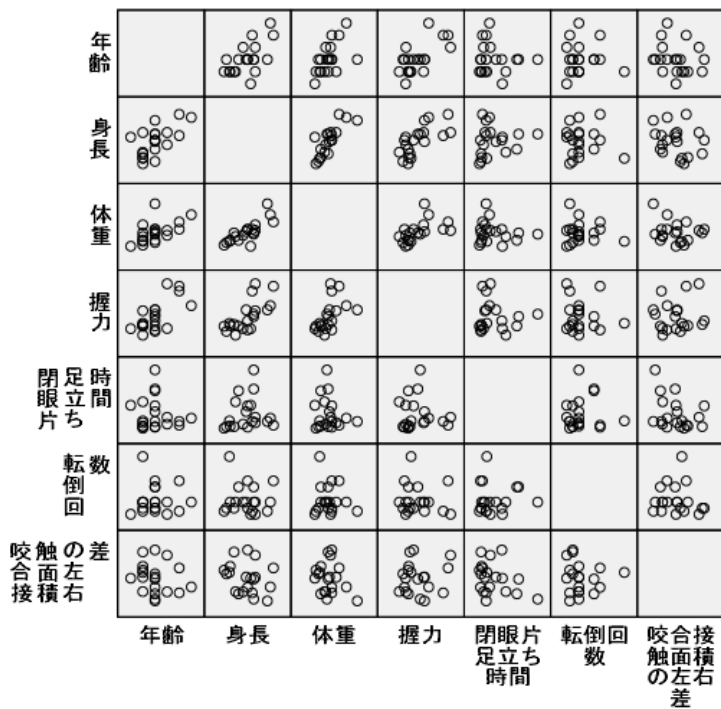 年齢
身長
体重
握力
閉眼片
足立ち
時間
転倒回
数
咬合接
触面積
の左右
差
年齢
身長
体重
握力
閉眼片
足立ち
時間
転倒回
数
咬合接
触面積
の左右
差